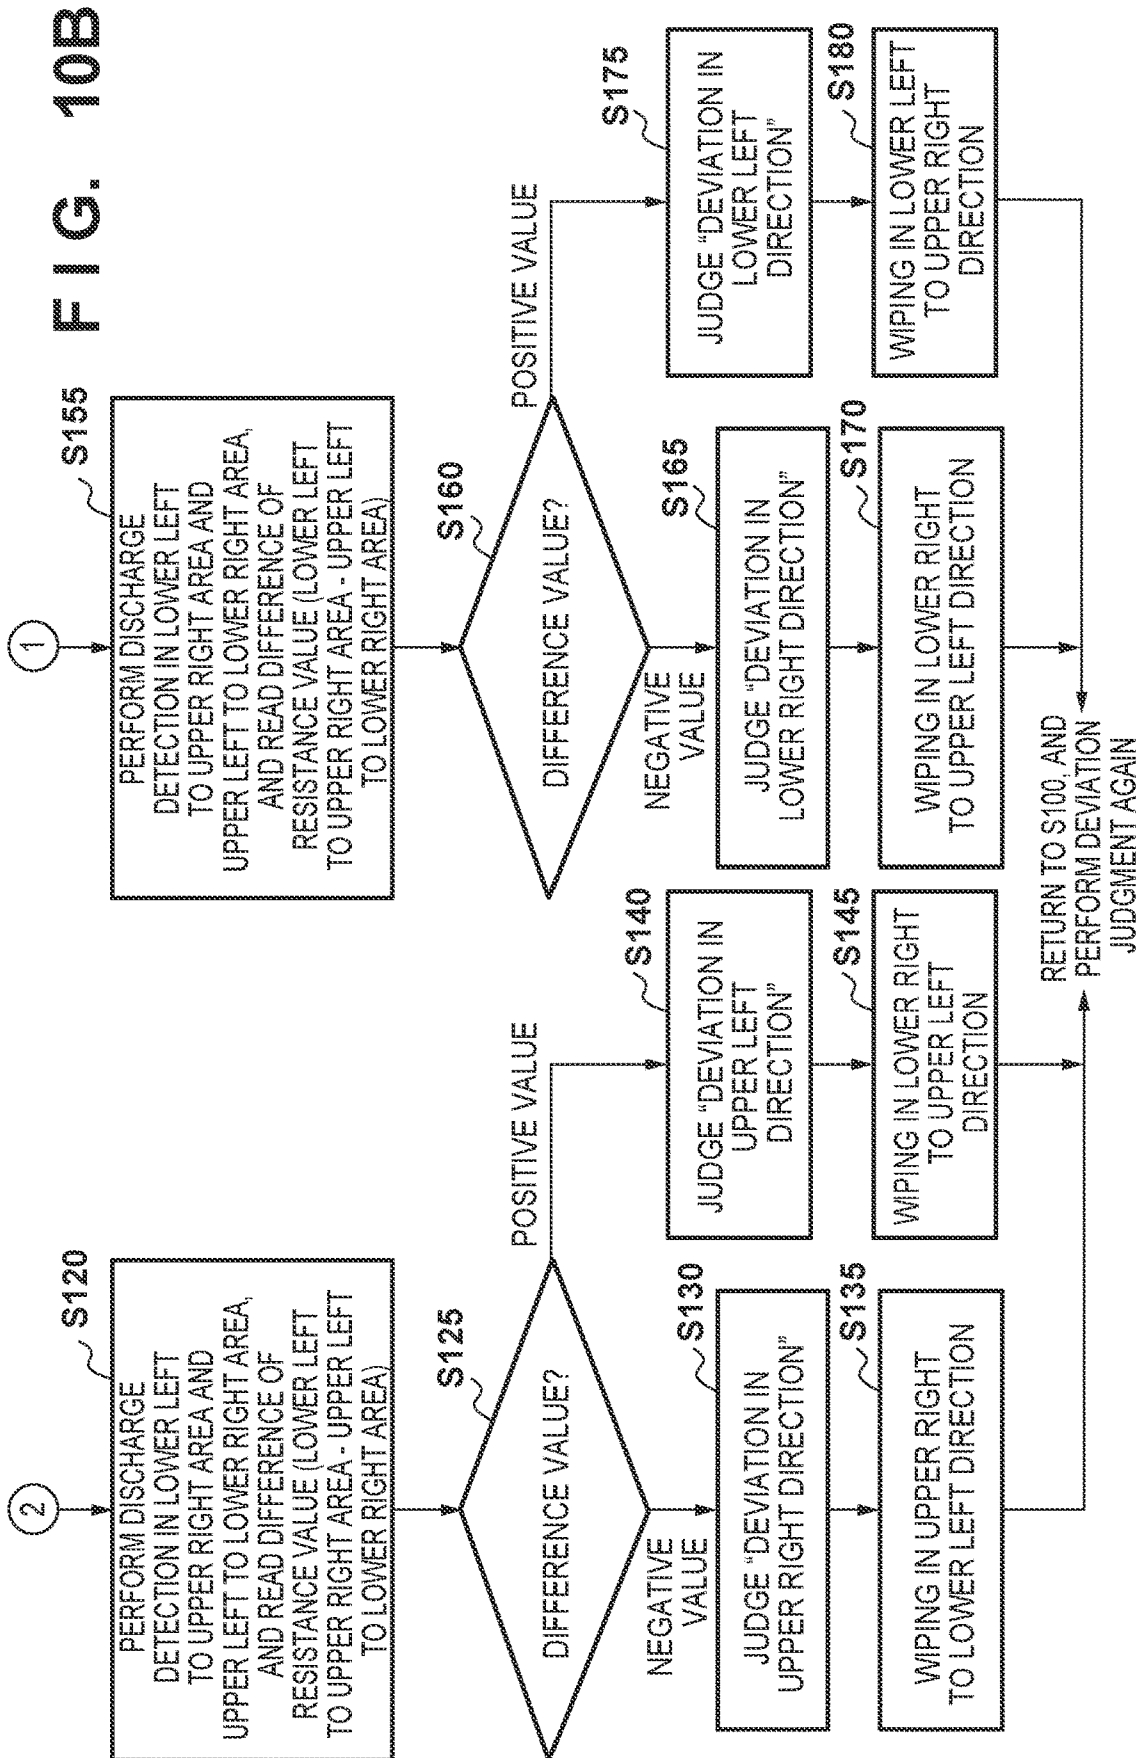 FIG. 10B
2
S120
PERFORM DISCHARGE
DETECTION IN LOWER LEFT
TO UPPER RIGHT AREA AND
UPPER LEFT TO LOWER RIGHT AREA,
AND READ DIFFERENCE OF
RESISTANCE VALUE (LOWER LEFT
TO UPPER RIGHT AREA - UPPER LEFT
TO LOWER RIGHT AREA)
S125
DIFFERENCE VALUE?
NEGATIVE
VALUE
POSITIVE VALUE
S130
JUDGE "DEVIATION IN
UPPER RIGHT DIRECTION"
S135
WIPING IN UPPER RIGHT
TO LOWER LEFT DIRECTION
S140
JUDGE "DEVIATION IN
UPPER LEFT
DIRECTION"
S145
WIPING IN LOWER RIGHT
TO UPPER LEFT
DIRECTION
1
S155
PERFORM DISCHARGE
DETECTION IN LOWER LEFT
TO UPPER RIGHT AREA AND
UPPER LEFT TO LOWER RIGHT AREA,
AND READ DIFFERENCE OF
RESISTANCE VALUE (LOWER LEFT
TO UPPER RIGHT AREA - UPPER LEFT
TO LOWER RIGHT AREA)
S160
DIFFERENCE VALUE?
NEGATIVE
VALUE
POSITIVE VALUE
S165
JUDGE "DEVIATION IN
LOWER RIGHT DIRECTION"
S170
WIPING IN LOWER RIGHT
TO UPPER LEFT DIRECTION
S175
JUDGE "DEVIATION IN
LOWER LEFT
DIRECTION"
S180
WIPING IN LOWER LEFT
TO UPPER RIGHT
DIRECTION
RETURN TO S100, AND
PERFORM DEVIATION
JUDGMENT AGAIN